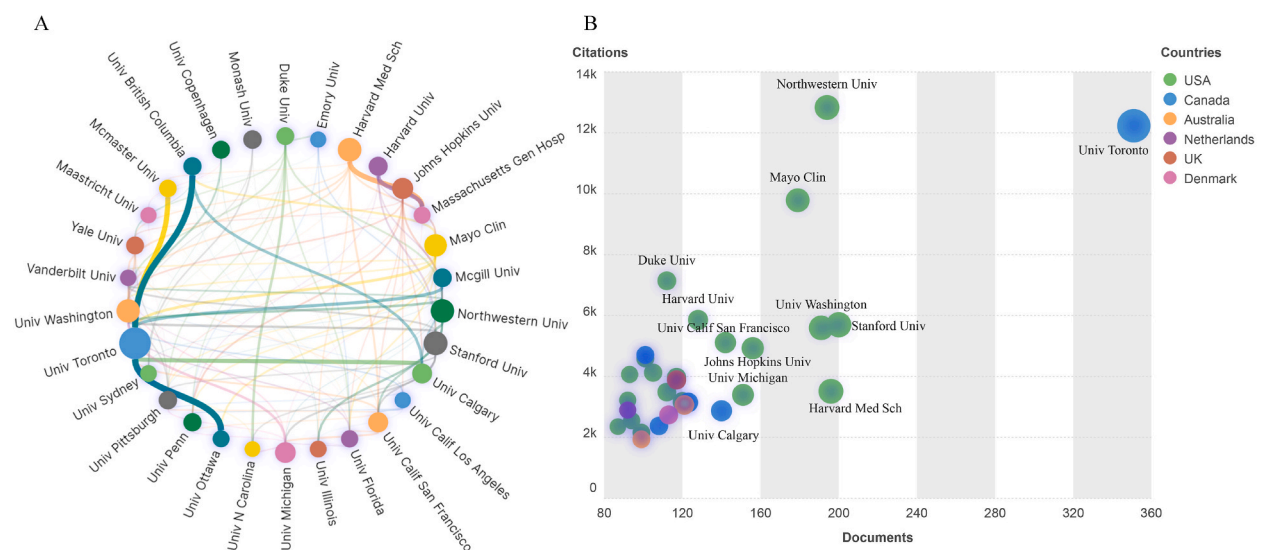 A
Univ Copenhagen
Monash Univ
Duke Univ
Emory Univ
Harvard Med Sch
Harvard Univ
Johns Hopkins Univ
Massachusetts Gen Hosp
Mayo Clin
Mcgill Univ
Northwestern Univ
Stanford Univ
Univ Calgary
Univ Calif Los Angeles
Univ Calif San Francisco
Univ Florida
Univ Illinois
Univ Michigan
Univ N Carolina
Univ Ottawa
Univ Penn
Univ Pittsburgh
Univ Sydney
Univ Toronto
Univ Washington
Vanderbilt Univ
Yale Univ
Maastricht Univ
Mcmaster Univ
Univ British Columbia
B
Citations
14k
12k
10k
8k
6k
4k
2k
0
Northwestern Univ
Univ Toronto
Mayo Clin
Duke Univ
Harvard Univ
Univ Washington
Stanford Univ
Univ Calif San Francisco
Johns Hopkins Univ
Univ Michigan
Harvard Med Sch
Univ Calgary
80 120 160 200 240 280 320 360
Documents
Countries
USA
Canada
Australia
Netherlands
UK
Denmark